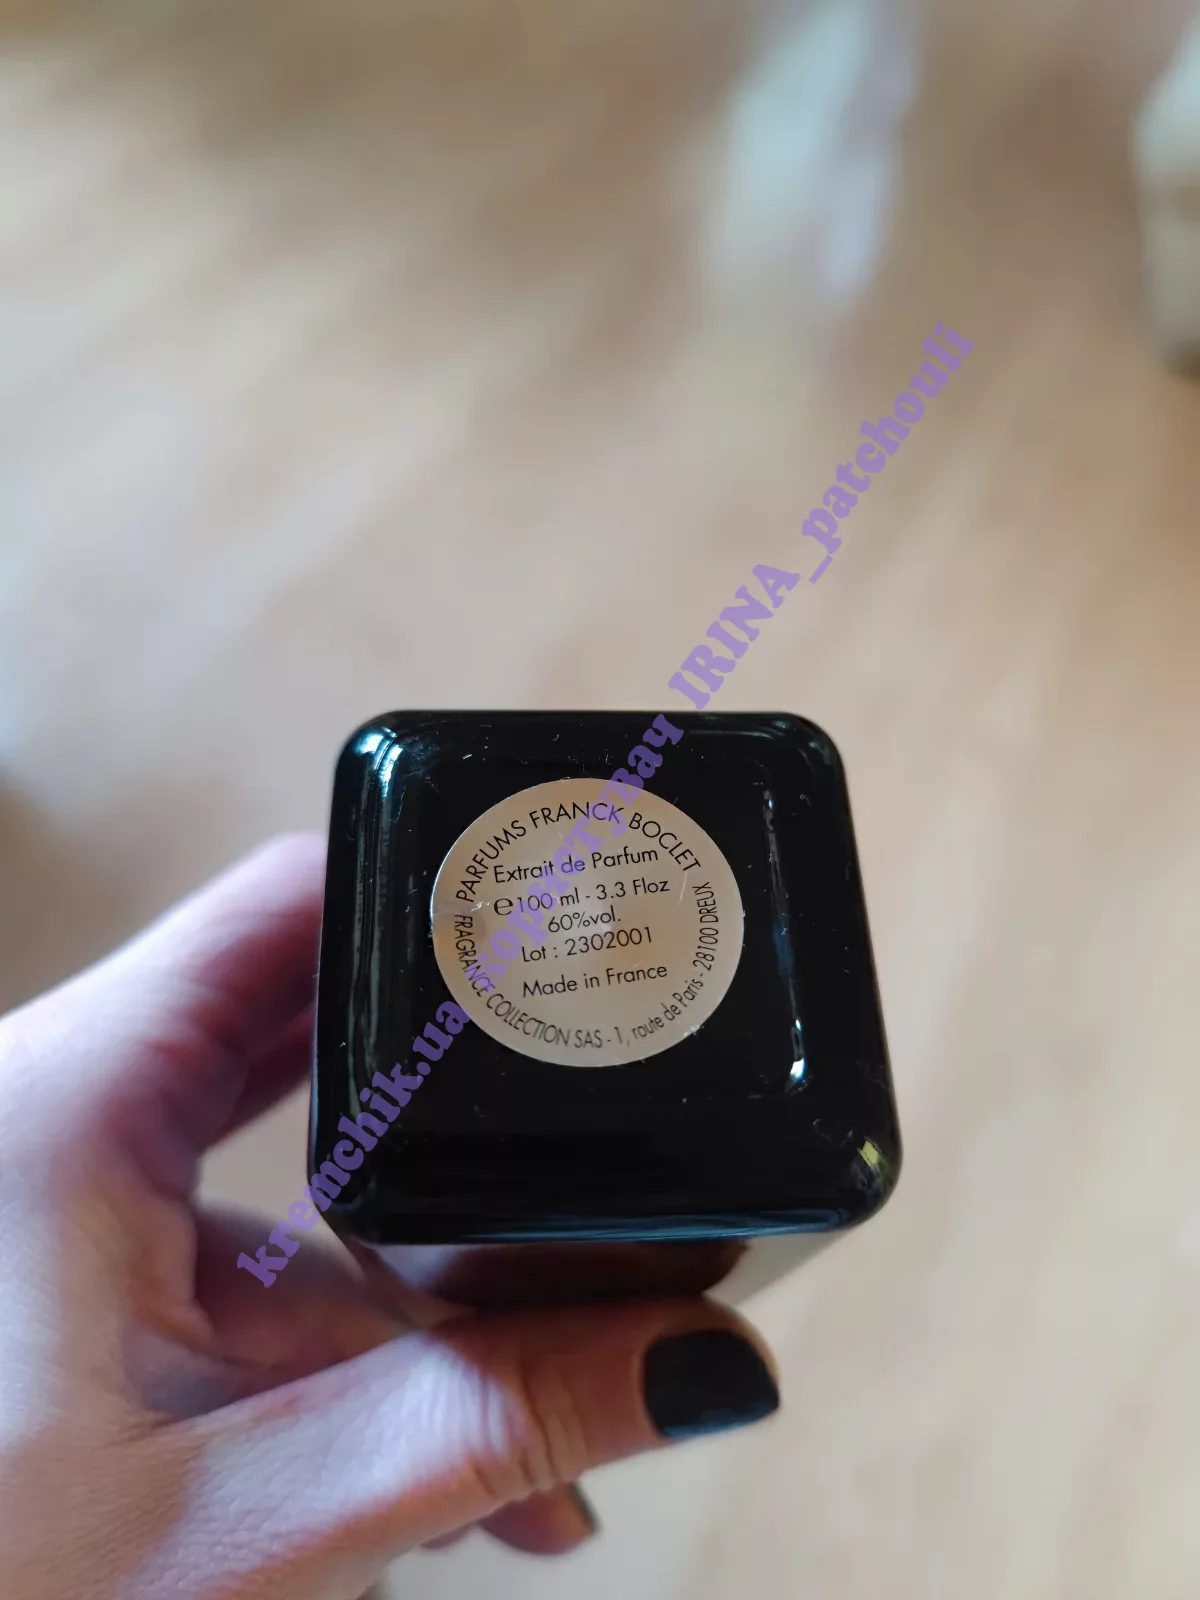 PARFUMS FRANCK BOCLET
Extrait de Parfum
℮100 ml - 3.3 Floz
60%vol.
Lot : 2302001
Made in France
FRAGRANCE COLLECTION SAS - 1, route de Paris - 28100 DREUX
kremchik.ua КорисТуВач IRINA_patchouli